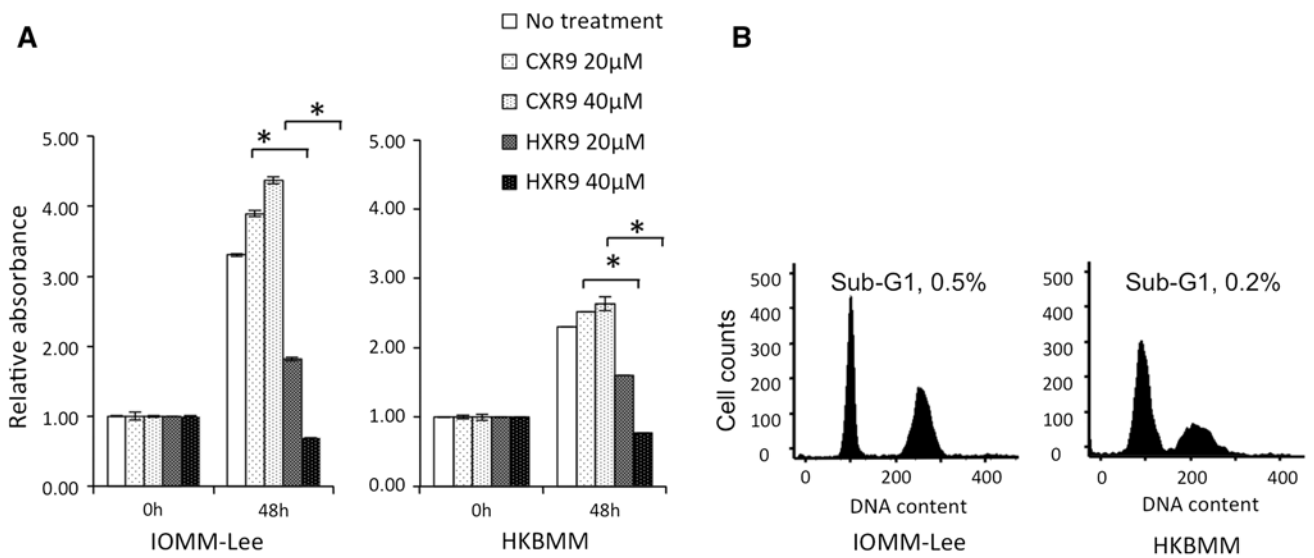 A
No treatment
CXR9 20µM
CXR9 40µM
HXR9 20µM
HXR9 40µM
*
*
5.00
4.00
3.00
2.00
1.00
0.00
Relative absorbance
0h
48h
IOMM-Lee
*
*
5.00
4.00
3.00
2.00
1.00
0.00
0h
48h
HKBMM
B
Sub-G1, 0.5%
500
400
300
200
100
0
Cell counts
0
200
400
DNA content
IOMM-Lee
Sub-G1, 0.2%
500
400
300
200
100
0
0
200
400
DNA content
HKBMM